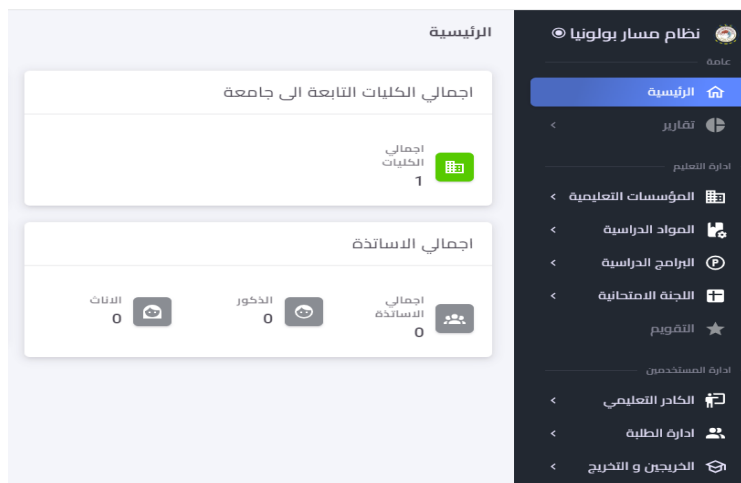 نظام مسار بولونيا
عامة
الرئيسية
تقارير
ادارة التعليم
المؤسسات التعليمية
المواد الدراسية
البرامج الدراسية
اللجنة الامتحانية
التقويم
ادارة المستخدمين
الكادر التعليمي
ادارة الطلبة
الخريجين و التخريج
الرئيسية
اجمالي الكليات التابعة الى جامعة
اجمالي
الكليات
1
اجمالي الاساتذة
اجمالي
الاساتذة
0
الذكور
0
الاناث
0